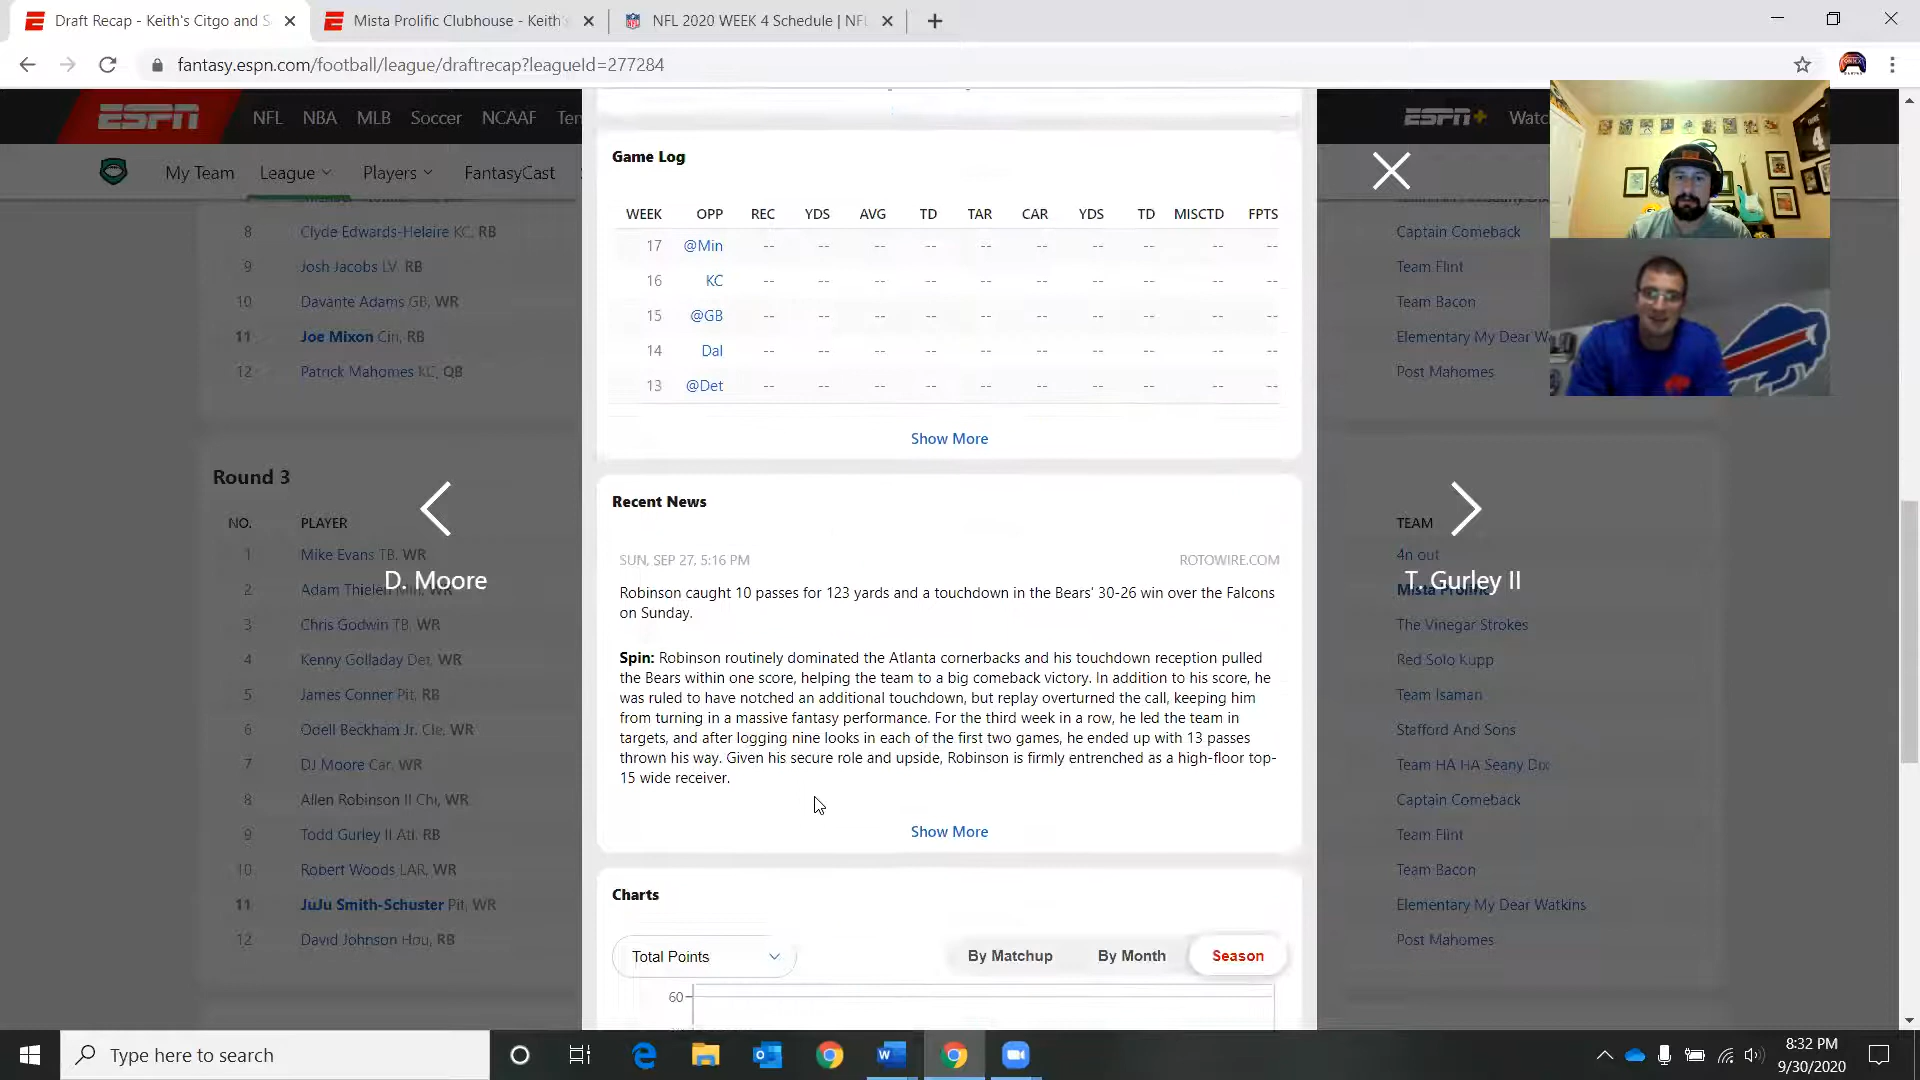 Draft Recap - Keith's Citgo and S
Mista Prolific Clubhouse - Keith'
NFL 2020 WEEK 4 Schedule | NFL
fantasy.espn.com/football/league/draftrecap?leagueId=277284
ESPN NFL NBA MLB Soccer NCAAF Ten
ESPN+ Watc
My Team League Players FantasyCast
8 Clyde Edwards-Helaire KC, RB
9 Josh Jacobs LV, RB
10 Davante Adams GB, WR
11 Joe Mixon Cin, RB
12 Patrick Mahomes KC, QB
Round 3
NO. PLAYER
1 Mike Evans TB, WR
2 Adam Thielen Min, WR
3 Chris Godwin TB, WR
4 Kenny Golladay Det, WR
5 James Conner Pit, RB
6 Odell Beckham Jr. Cle, WR
7 DJ Moore Car, WR
8 Allen Robinson II Chi, WR
9 Todd Gurley II Atl, RB
10 Robert Woods LAR, WR
11 JuJu Smith-Schuster Pit, WR
12 David Johnson Hou, RB
D. Moore
Game Log
WEEK OPP REC YDS AVG TD TAR CAR YDS TD MISCTD FPTS
17 @Min -- -- -- -- -- -- -- -- -- --
16 KC -- -- -- -- -- -- -- -- -- --
15 @GB -- -- -- -- -- -- -- -- -- --
14 Dal -- -- -- -- -- -- -- -- -- --
13 @Det -- -- -- -- -- -- -- -- -- --
Show More
Recent News
SUN, SEP 27, 5:16 PM ROTOWIRE.COM
Robinson caught 10 passes for 123 yards and a touchdown in the Bears' 30-26 win over the Falcons
on Sunday.
Spin: Robinson routinely dominated the Atlanta cornerbacks and his touchdown reception pulled
the Bears within one score, helping the team to a big comeback victory. In addition to his score, he
was ruled to have notched an additional touchdown, but replay overturned the call, keeping him
from turning in a massive fantasy performance. For the third week in a row, he led the team in
targets, and after logging nine looks in each of the first two games, he ended up with 13 passes
thrown his way. Given his secure role and upside, Robinson is firmly entrenched as a high-floor top-
15 wide receiver.
Show More
Charts
Total Points
By Matchup By Month Season
60
Captain Comeback
Team Flint
Team Bacon
Elementary My Dear Wa
Post Mahomes
TEAM
4n out
Mista Prolific
T. Gurley II
The Vinegar Strokes
Red Solo Kupp
Team Isaman
Stafford And Sons
Team HA HA Seany Dix
Captain Comeback
Team Flint
Team Bacon
Elementary My Dear Watkins
Post Mahomes
Type here to search
8:32 PM
9/30/2020